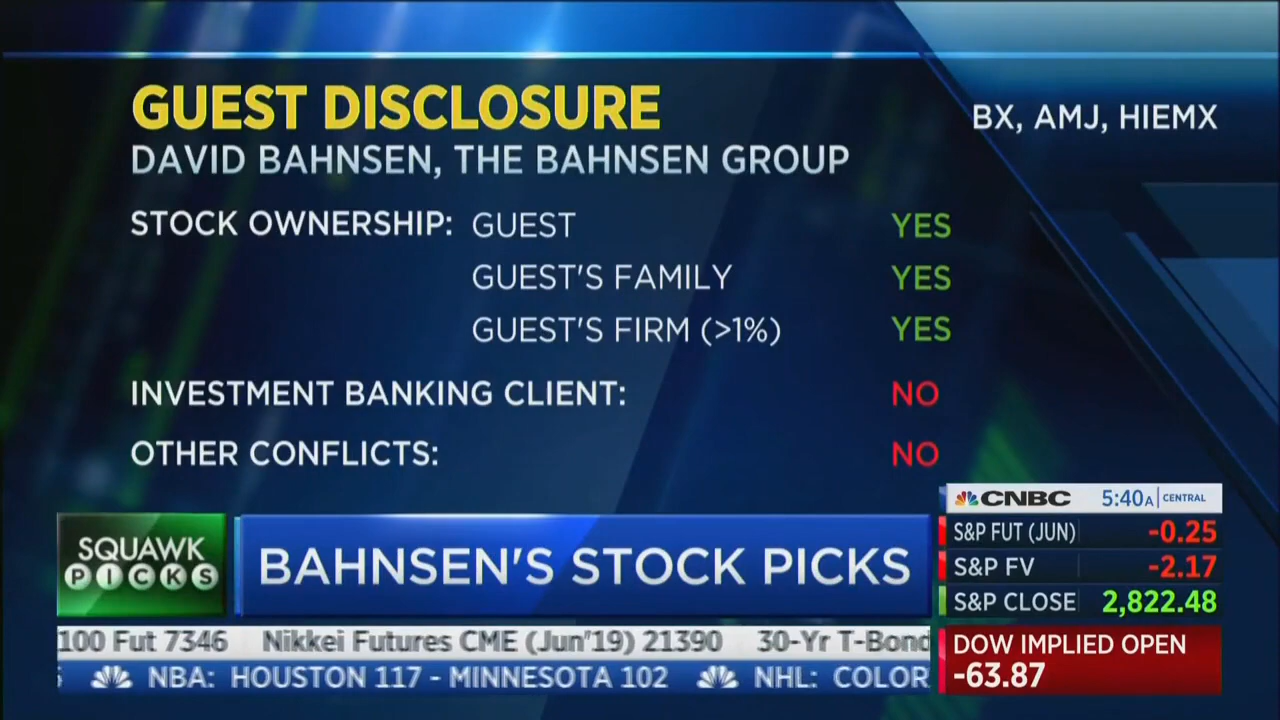 GUEST DISCLOSURE
BX, AMJ, HIEMX
DAVID BAHNSEN, THE BAHNSEN GROUP
STOCK OWNERSHIP: GUEST YES
GUEST'S FAMILY YES
GUEST'S FIRM (>1%) YES
INVESTMENT BANKING CLIENT: NO
OTHER CONFLICTS: NO
SQUAWK
PICKS
BAHNSEN'S STOCK PICKS
CNBC 5:40A CENTRAL
S&P FUT (JUN) -0.25
S&P FV -2.17
S&P CLOSE 2,822.48
DOW IMPLIED OPEN
-63.87
100 Fut 7346 Nikkei Futures CME (Jun'19) 21390 30-Yr T-Bond
NBA: HOUSTON 117 - MINNESOTA 102 NHL: COLOR